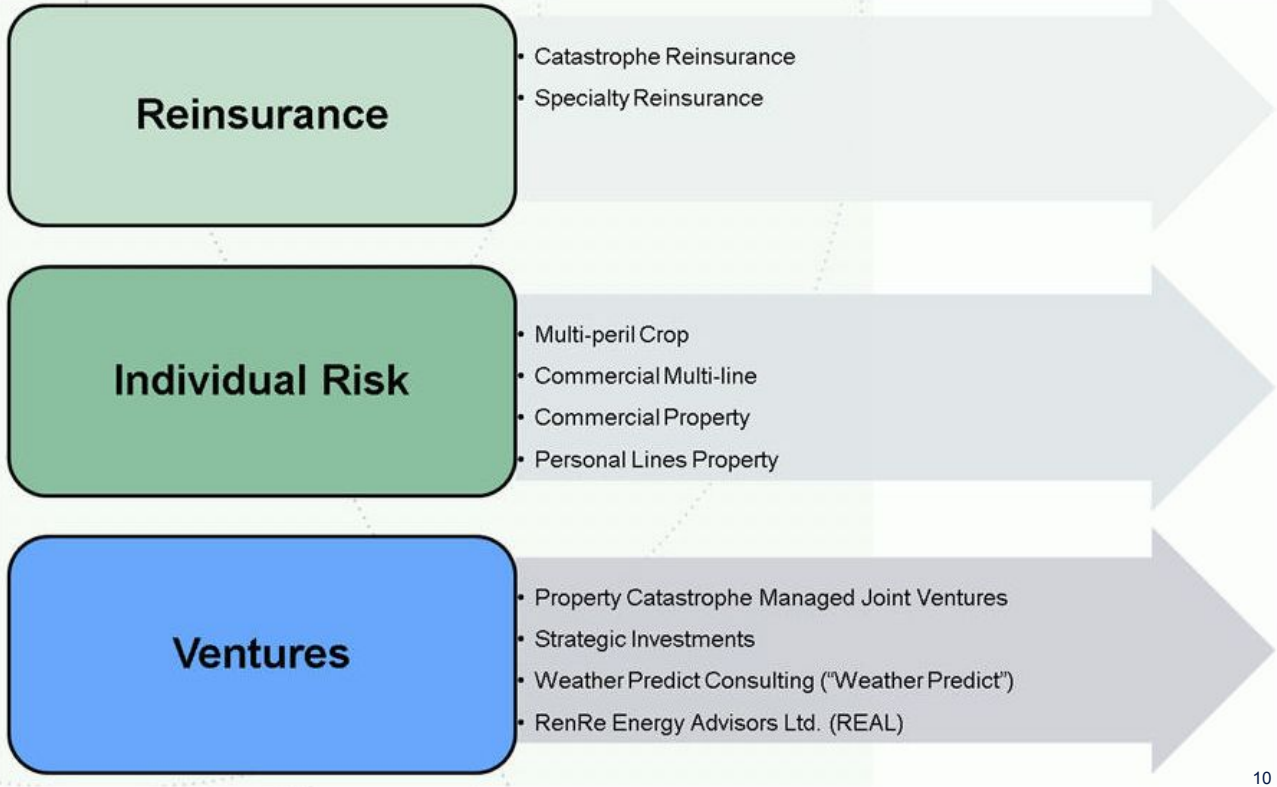 Reinsurance
• Catastrophe Reinsurance
• Specialty Reinsurance
Individual Risk
• Multi-peril Crop
• Commercial Multi-line
• Commercial Property
• Personal Lines Property
Ventures
• Property Catastrophe Managed Joint Ventures
• Strategic Investments
• Weather Predict Consulting (“Weather Predict”)
• RenRe Energy Advisors Ltd. (REAL)
10